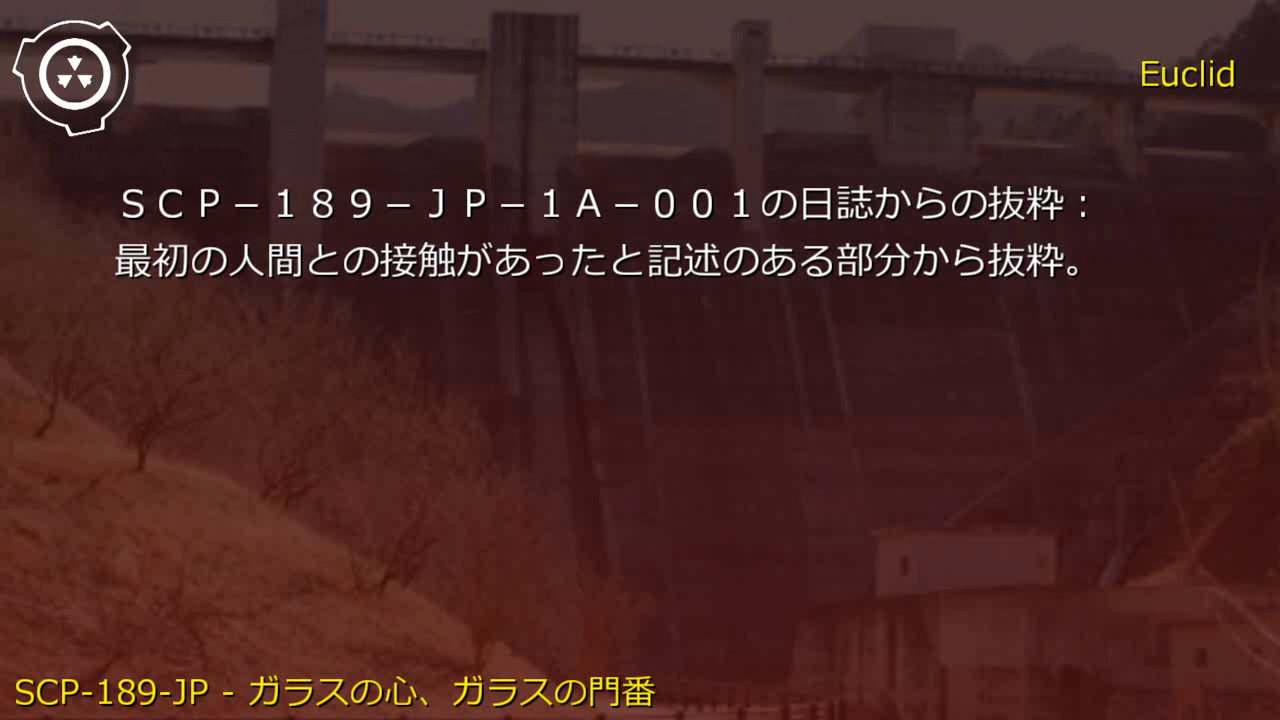 Euclid
ＳＣＰ－１８９－ＪＰ－１Ａ－００１の日誌からの抜粋：
最初の人間との接触があったと記述のある部分から抜粋。
SCP-189-JP - ガラスの心、ガラスの門番